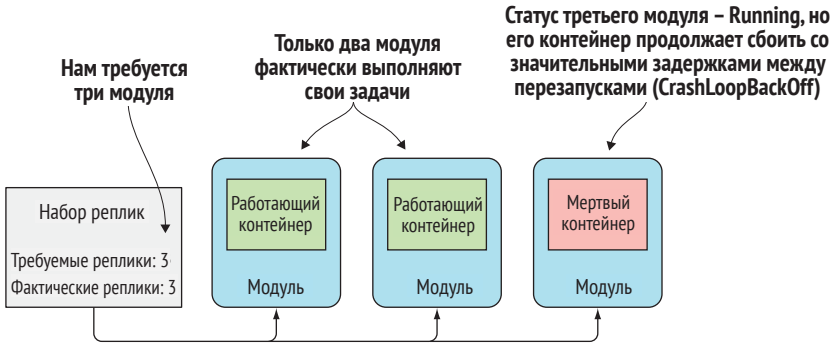 Нам требуется
три модуля
Только два модуля
фактически выполняют
свои задачи
Статус третьего модуля – Running, но
его контейнер продолжает сбоить со
значительными задержками между
перезапусками (CrashLoopBackOff)
Набор реплик
Требуемые реплики: 3
Фактические реплики: 3
Работающий
контейнер
Модуль
Работающий
контейнер
Модуль
Мертвый
контейнер
Модуль